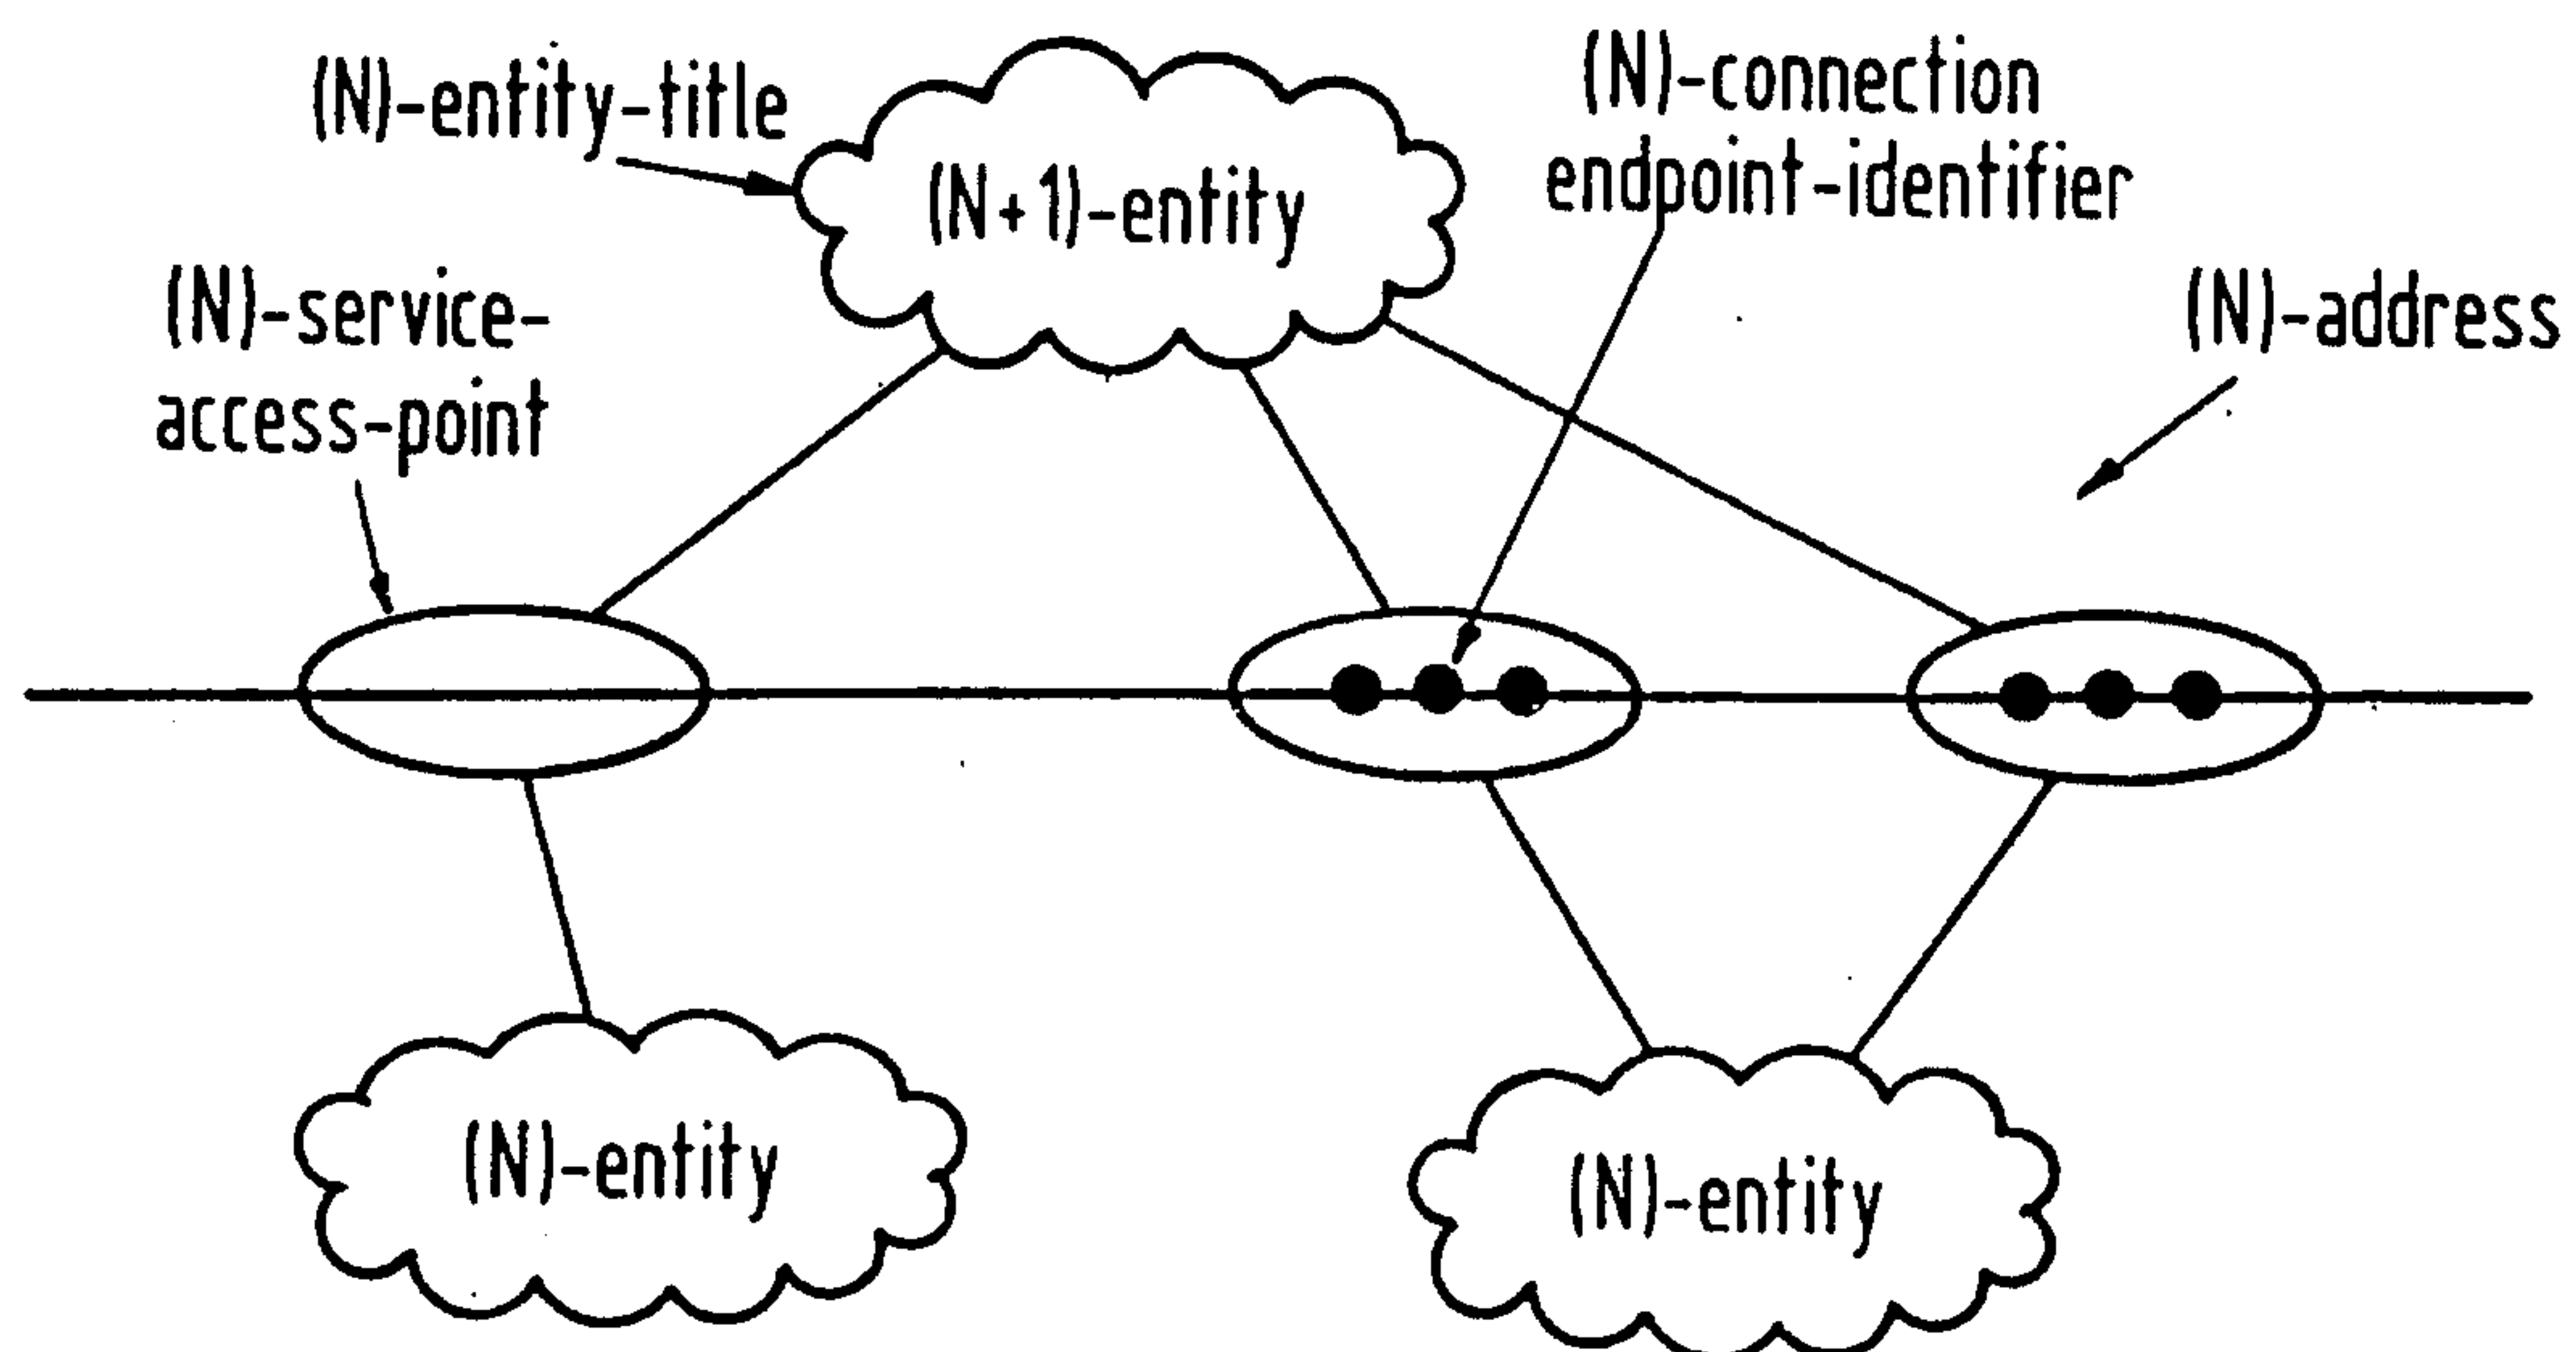 (N)-entity-title
(N)-connection
endpoint-identifier
(N+1)-entity
(N)-service-
access-point
(N)-address
(N)-entity
(N)-entity